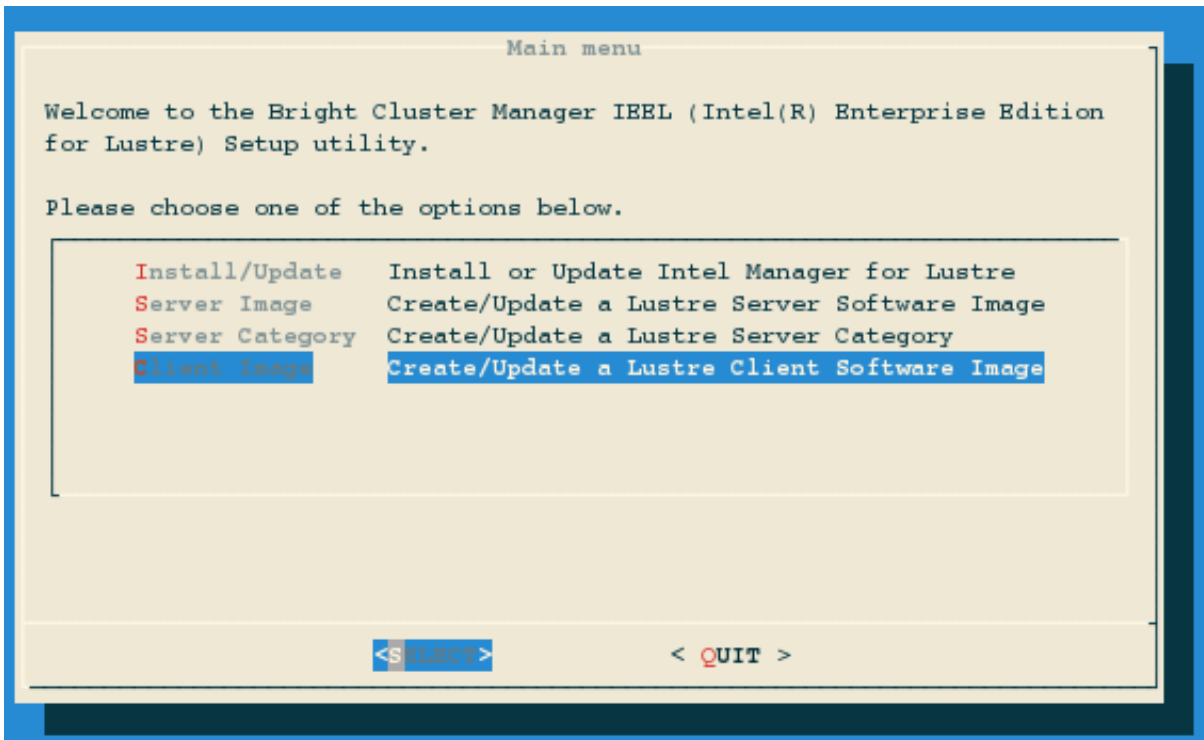 Main menu
Welcome to the Bright Cluster Manager IEEL (Intel(R) Enterprise Edition
for Lustre) Setup utility.
Please choose one of the options below.
Install/Update Install or Update Intel Manager for Lustre
Server Image Create/Update a Lustre Server Software Image
Server Category Create/Update a Lustre Server Category
Client Image Create/Update a Lustre Client Software Image
<SELECT> < QUIT >